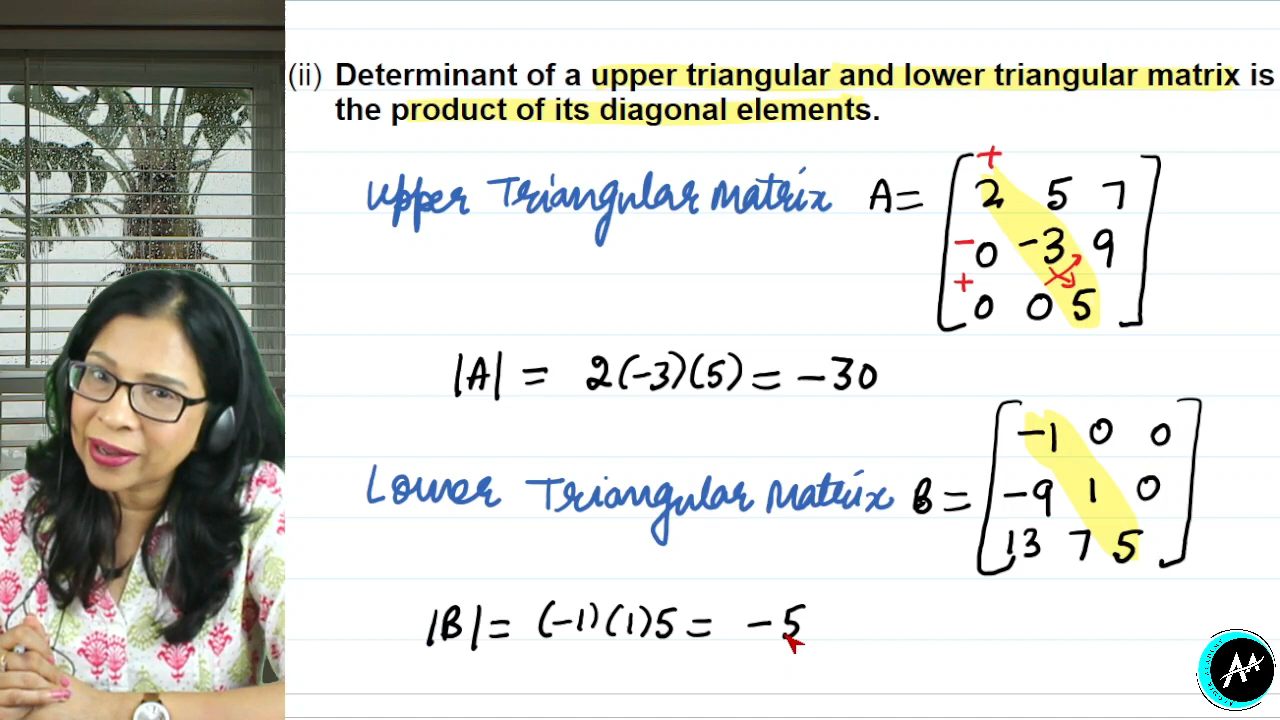 (ii) Determinant of a upper triangular and lower triangular matrix is
the product of its diagonal elements.
Upper Triangular Matrix A =
+
2 5 7
- 0 -3 9
+
0 0 5
|A| = 2(-3)(5) = -30
Lower Triangular Matrix B =
-1 0 0
-9 1 0
13 7 5
|B| = (-1)(1)5 = -5